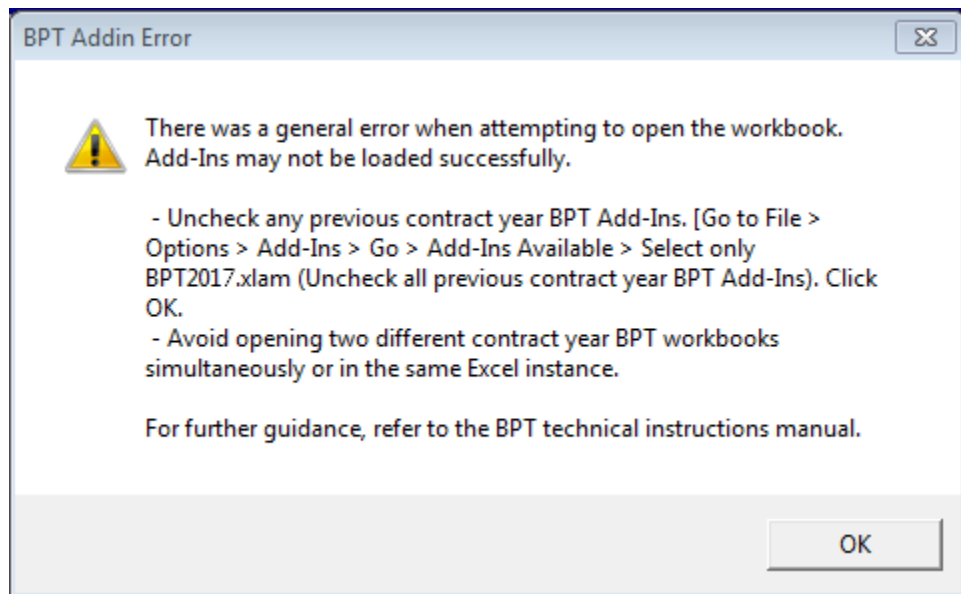 BPT Addin Error
There was a general error when attempting to open the workbook.
Add-Ins may not be loaded successfully.
- Uncheck any previous contract year BPT Add-Ins. [Go to File >
Options > Add-Ins > Go > Add-Ins Available > Select only
BPT2017.xlam (Uncheck all previous contract year BPT Add-Ins). Click
OK.
- Avoid opening two different contract year BPT workbooks
simultaneously or in the same Excel instance.
For further guidance, refer to the BPT technical instructions manual.
OK